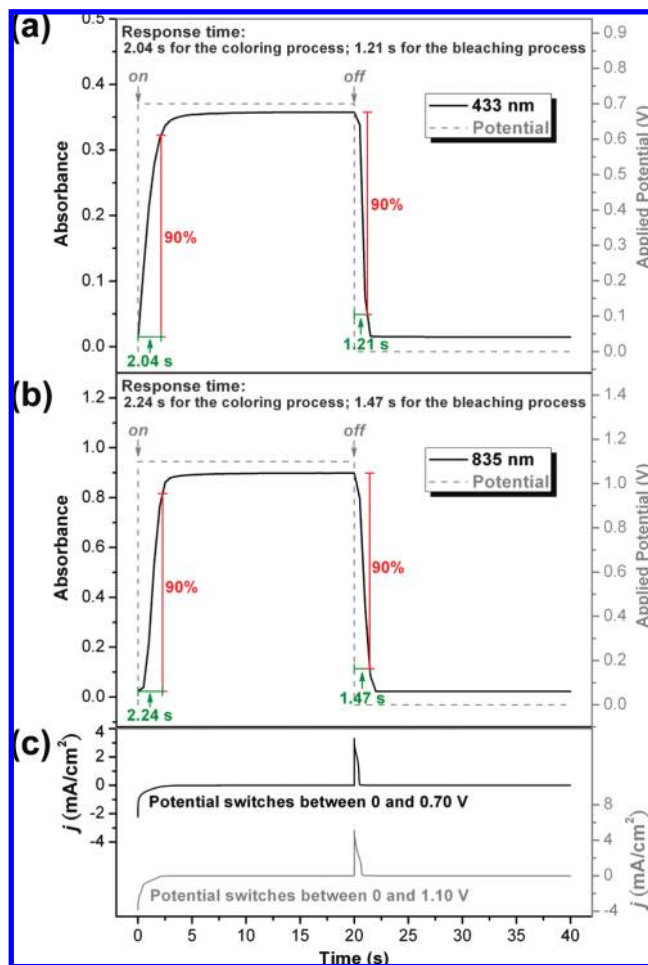 (a)
Response time:
2.04 s for the coloring process; 1.21 s for the bleaching process
on
off
433 nm
Potential
90%
90%
2.04 s
1.21 s
Absorbance
0.5
0.4
0.3
0.2
0.1
0.0
Applied Potential (V)
0.9
0.8
0.7
0.6
0.5
0.4
0.3
0.2
0.1
0.0
(b)
Response time:
2.24 s for the coloring process; 1.47 s for the bleaching process
on
off
835 nm
Potential
90%
90%
2.24 s
1.47 s
Absorbance
1.2
1.0
0.8
0.6
0.4
0.2
0.0
Applied Potential (V)
1.4
1.2
1.0
0.8
0.6
0.4
0.2
0.0
(c)
j (mA/cm²)
4
2
0
-2
-4
Potential switches between 0 and 0.70 V
Potential switches between 0 and 1.10 V
j (mA/cm²)
8
4
0
-4
0 5 10 15 20 25 30 35 40
Time (s)